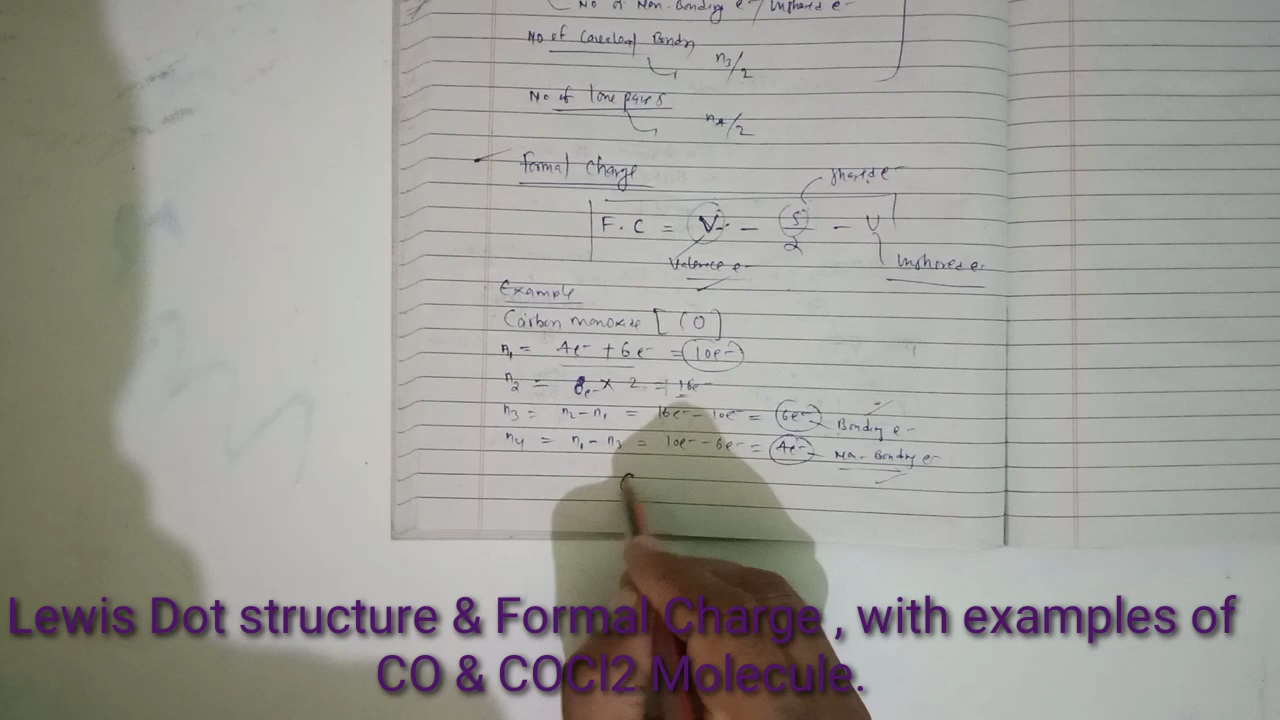 No of Non-Bonding e⁻/Unshared e⁻
No of Covalent Bonds
n3/2
No of lone pairs
n4/2
Formal Charge
Shared e⁻
F.C = V - S/2 - U
Valence e⁻
Unshared e⁻
Example
Carbon monoxide [CO]
n1 = 4e⁻ + 6e⁻ = 10e⁻
n2 = 8e⁻ × 2 = 16e⁻
n3 = n2 - n1 = 16e⁻ - 10e⁻ = 6e⁻ Bonding e⁻
n4 = n1 - n3 = 10e⁻ - 6e⁻ = 4e⁻ Non-Bonding e⁻
Lewis Dot structure & Formal Charge , with examples of
CO & COCl2 Molecule.